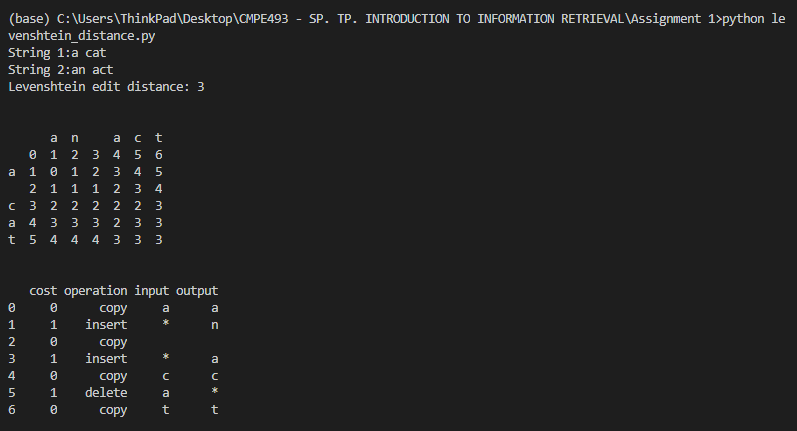 (base) C:\Users\ThinkPad\Desktop\CMPE493 - SP. TP. INTRODUCTION TO INFORMATION RETRIEVAL\Assignment 1>python le
venshtein_distance.py
String 1:a cat
String 2:an act
Levenshtein edit distance: 3
    a n   a c t
  0 1 2 3 4 5 6
a 1 0 1 2 3 4 5
  2 1 1 1 2 3 4
c 3 2 2 2 2 2 3
a 4 3 3 3 2 3 3
t 5 4 4 4 3 3 3
  cost operation input output
0    0      copy     a      a
1    1    insert     *      n
2    0      copy
3    1    insert     *      a
4    0      copy     c      c
5    1    delete     a      *
6    0      copy     t      t